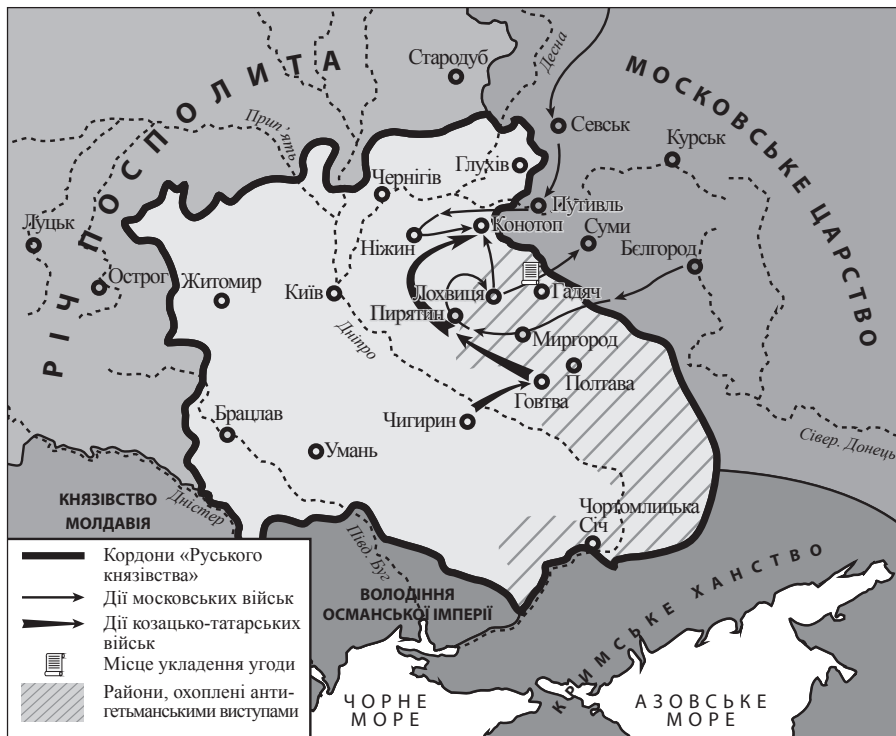 РІЧ ПОСПОЛИТА
МОСКОВСЬКЕ ЦАРСТВО
Стародуб
Десна
Севськ
Курськ
Прип'ять
Глухів
Чернігів
Путивль
Конотоп
Суми
Луцьк
Ніжин
Бєлгород
Острог
Житомир
Київ
Лохвиця
Гадяч
Пирятин
Дніпро
Миргород
Полтава
Говтва
Брацлав
Чигирин
Умань
Сівер. Донець
КНЯЗІВСТВО
МОЛДАВІЯ
Дністер
Чортомлицька
Січ
Півд. Буг
ВОЛОДІННЯ
ОСМАНСЬКОЇ ІМПЕРІЇ
КРИМСЬКЕ ХАНСТВО
ЧОРНЕ
МОРЕ
АЗОВСЬКЕ
МОРЕ
Кордони «Руського
князівства»
Дії московських військ
Дії козацько-татарських
військ
Місце укладення угоди
Райони, охоплені анти-
гетьманськими виступами